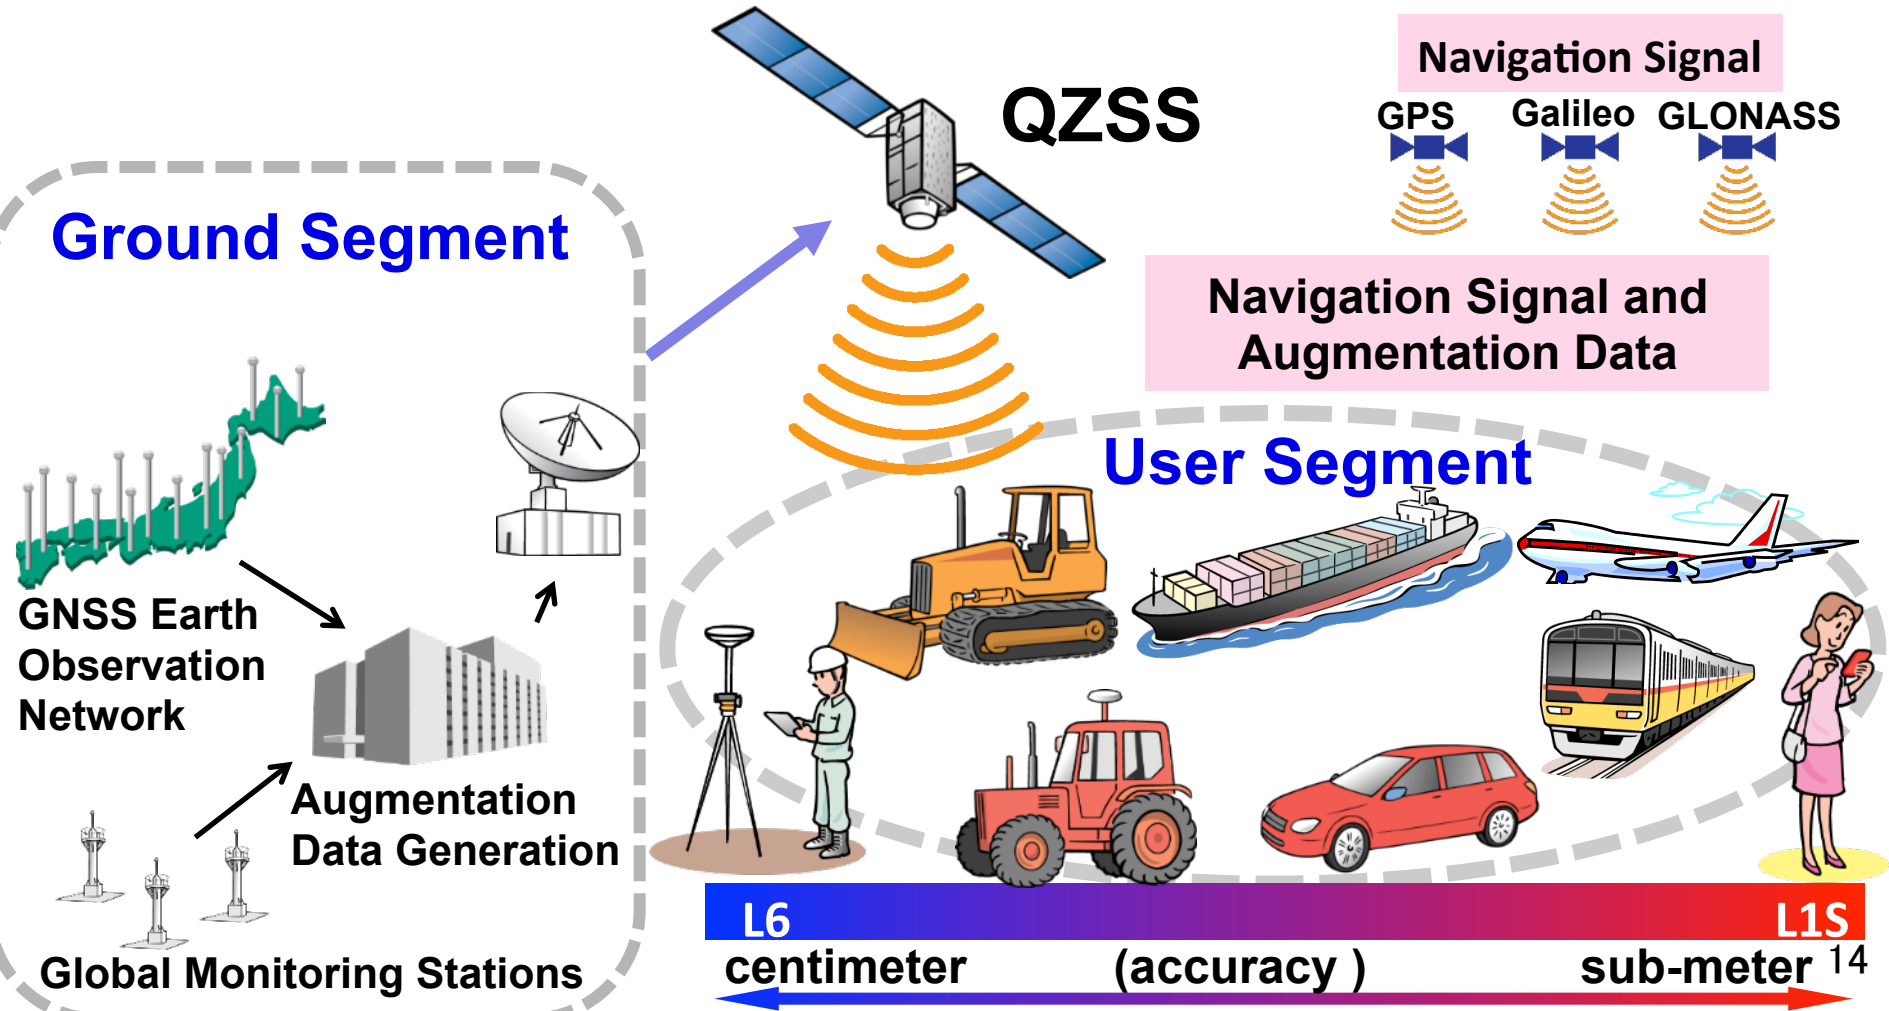 Navigation Signal
GPS
Galileo
GLONASS
QZSS
Ground Segment
Navigation Signal and
Augmentation Data
User Segment
GNSS Earth
Observation
Network
Augmentation
Data Generation
Global Monitoring Stations
L6
L1S
centimeter
(accuracy )
sub-meter
14